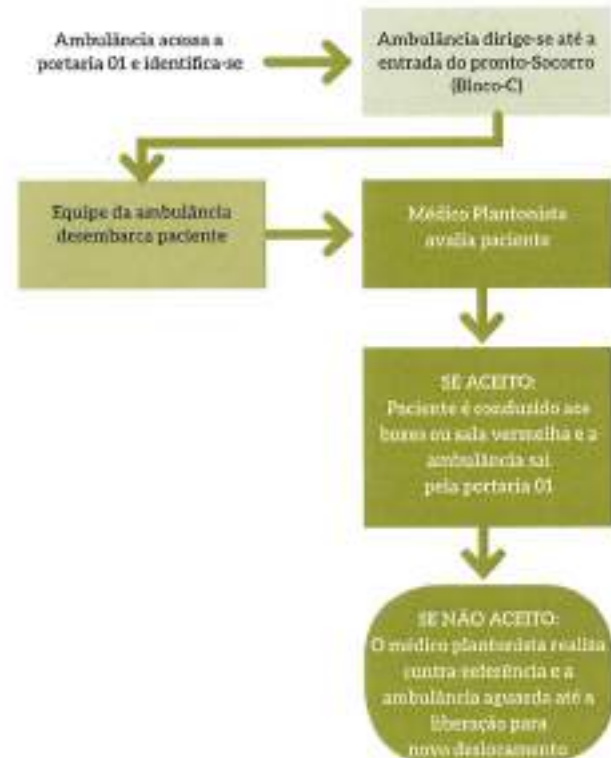 Ambulância acessa a
portaria 01 e identifica-se
Ambulância dirige-se até a
entrada do pronto-Socorro
(Bloco-C)
Equipe da ambulância
desembarca paciente
Médico Plantonista
avalia paciente
SE ACEITO:
Paciente é conduzido aos
boxes ou sala vermelha e a
ambulância sai
pela portaria 01
SE NÃO ACEITO:
O médico plantonista realiza
contra-referência e a
ambulância aguarda até a
liberação para
novo deslocamento